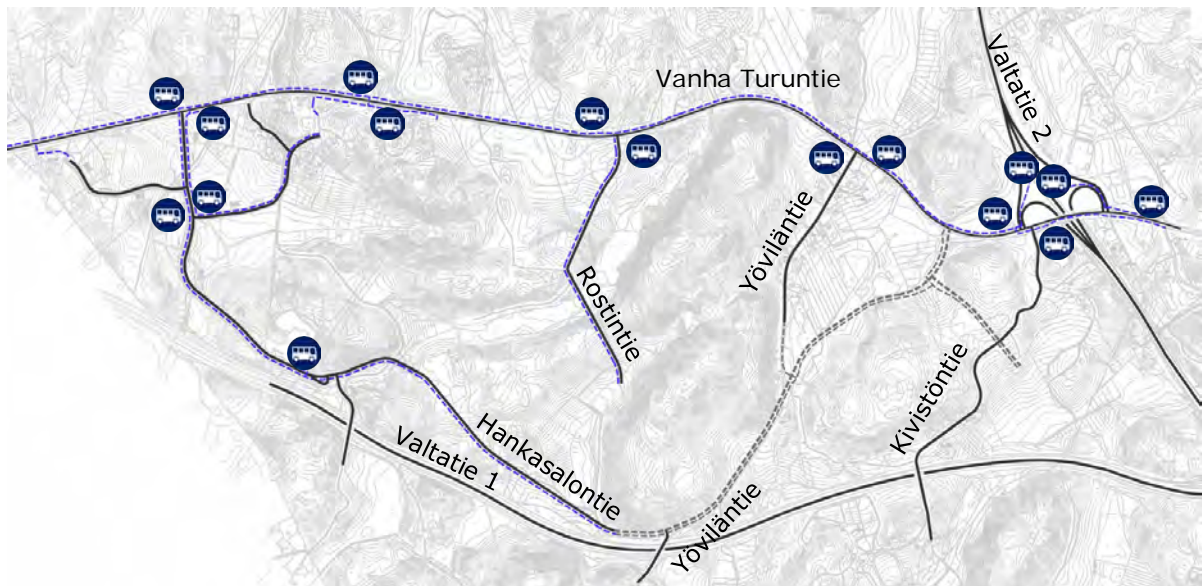 Vanha Turuntie
Valtatie 2
Yöviläntie
Rostintie
Kivistöntie
Hankasalontie
Valtatie 1
Yöviläntie